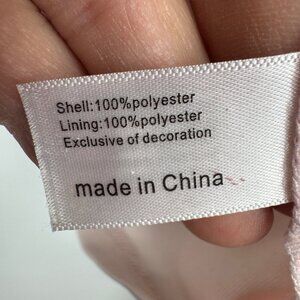 Shell:100%polyester
Lining:100%polyester
Exclusive of decoration
made in China